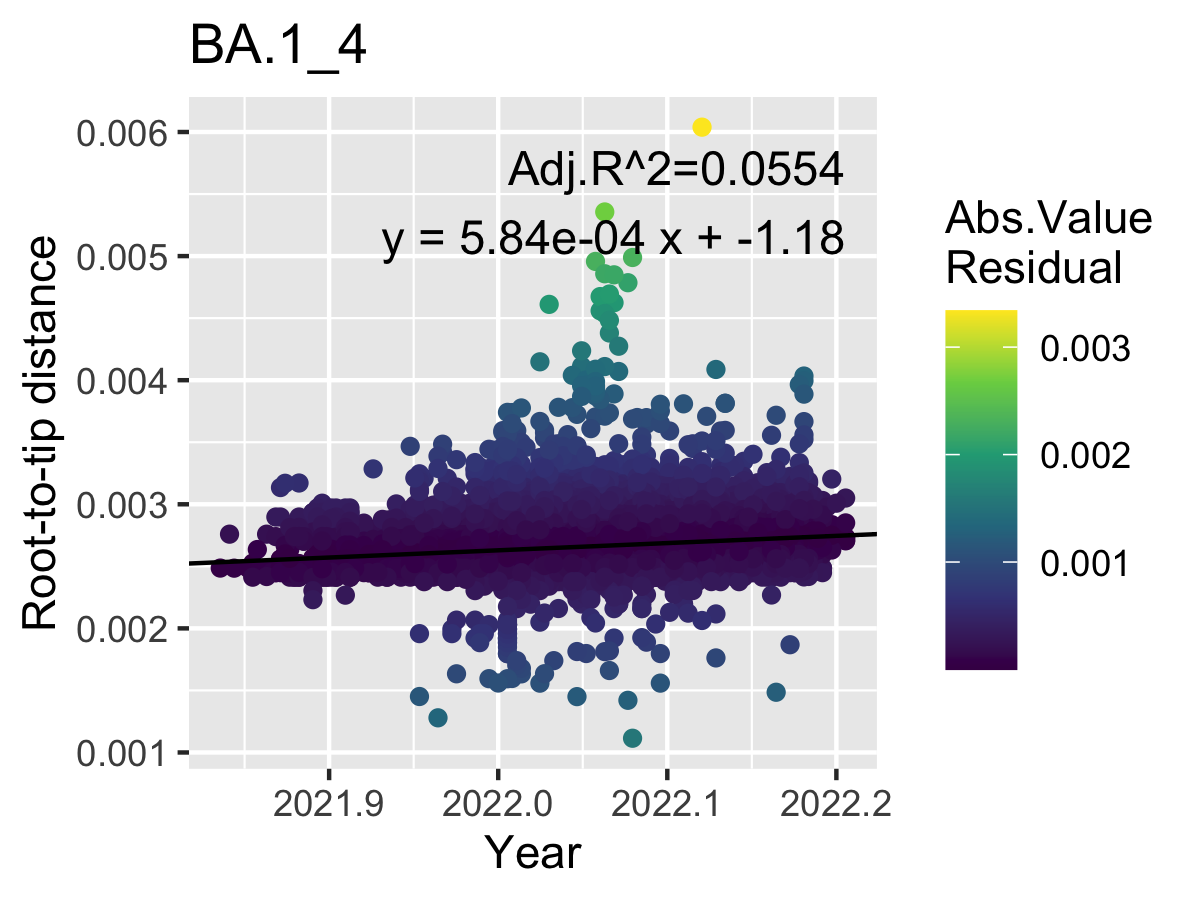 BA.1_4
0.006
Adj.R^2=0.0554
y = 5.84e-04 x + -1.18
0.005
0.004
0.003
0.002
0.001
Root-to-tip distance
2021.9 2022.0 2022.1 2022.2
Year
Abs.Value
Residual
0.003
0.002
0.001